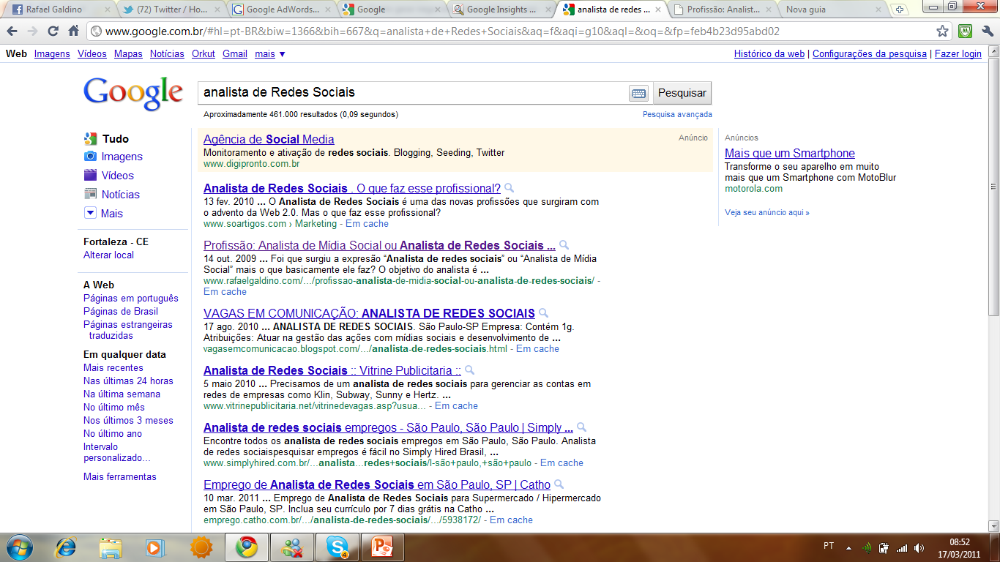 Rafael Galdino
(72) Twitter / Ho...
Google AdWords...
Google
Google Insights ...
analista de redes ...
Profissão: Analist...
Nova guia
www.google.com.br/#hl=pt-BR&biw=1366&bih=667&q=analista+de+Redes+Sociais&aq=f&aqi=g10&aql=&oq=&fp=feb4b23d95abd02
Web Imagens Vídeos Mapas Notícias Orkut Gmail mais ▼
Histórico da web | Configurações da pesquisa | Fazer login
Google
analista de Redes Sociais
Pesquisar
Aproximadamente 461.000 resultados (0,09 segundos)
Pesquisa avançada
Tudo
Imagens
Vídeos
Notícias
Mais
Fortaleza - CE
Alterar local
A Web
Páginas em português
Páginas de Brasil
Páginas estrangeiras
traduzidas
Em qualquer data
Mais recentes
Nas últimas 24 horas
Na última semana
No último mês
Nos últimos 3 meses
No último ano
Intervalo
personalizado...
Mais ferramentas
Agência de Social Media
Anúncio
Monitoramento e ativação de redes sociais. Blogging, Seeding, Twitter
www.digipronto.com.br
Analista de Redes Sociais . O que faz esse profissional?
13 fev. 2010 ... O Analista de Redes Sociais é uma das novas profissões que surgiram com
o advento da Web 2.0. Mas o que faz esse profissional?
www.soartigos.com › Marketing - Em cache
Profissão: Analista de Mídia Social ou Analista de Redes Sociais ...
14 out. 2009 ... Foi que surgiu a expresão “Analista de redes sociais” ou “Analista de Mídia
Social” mais o que basicamente ele faz? O objetivo do analista é ...
www.rafaelgaldino.com/.../profissao-analista-de-midia-social-ou-analista-de-redes-sociais/ -
Em cache
VAGAS EM COMUNICAÇÃO: ANALISTA DE REDES SOCIAIS
17 ago. 2010 ... ANALISTA DE REDES SOCIAIS. São Paulo-SP Empresa: Contém 1g.
Atribuições: Atuar na gestão das ações com mídias sociais e desenvolvimento de ...
vagasemcomunicacao.blogspot.com/.../analista-de-redes-sociais.html - Em cache
Analista de Redes Sociais :: Vitrine Publicitaria ::
5 maio 2010 ... Precisamos de um analista de redes sociais para gerenciar as contas em
redes de empresas como Klin, Subway, Sunny e Hertz. ...
www.vitrinepublicitaria.net/vitrinedevagas.asp?usua... - Em cache
Analista de redes sociais empregos - São Paulo, São Paulo | Simply ...
Encontre todos os analista de redes sociais empregos em São Paulo, São Paulo. Analista
de redes sociaispesquisar empregos é fácil no Simply Hired Brasil, ...
www.simplyhired.com.br/...analista...redes+sociais/l-são+paulo,+são+paulo - Em cache
Emprego de Analista de Redes Sociais em São Paulo, SP | Catho
10 mar. 2011 ... Emprego de Analista de Redes Sociais para Supermercado / Hipermercado
em São Paulo, SP. Inclua seu currículo por 7 dias grátis na Catho ...
emprego.catho.com.br/.../analista-de-redes-sociais/.../5938172/ - Em cache
Anúncios
Mais que um Smartphone
Transforme o seu aparelho em muito
mais que um Smartphone com MotoBlur
motorola.com
Veja seu anúncio aqui »
4
PT
08:52
17/03/2011